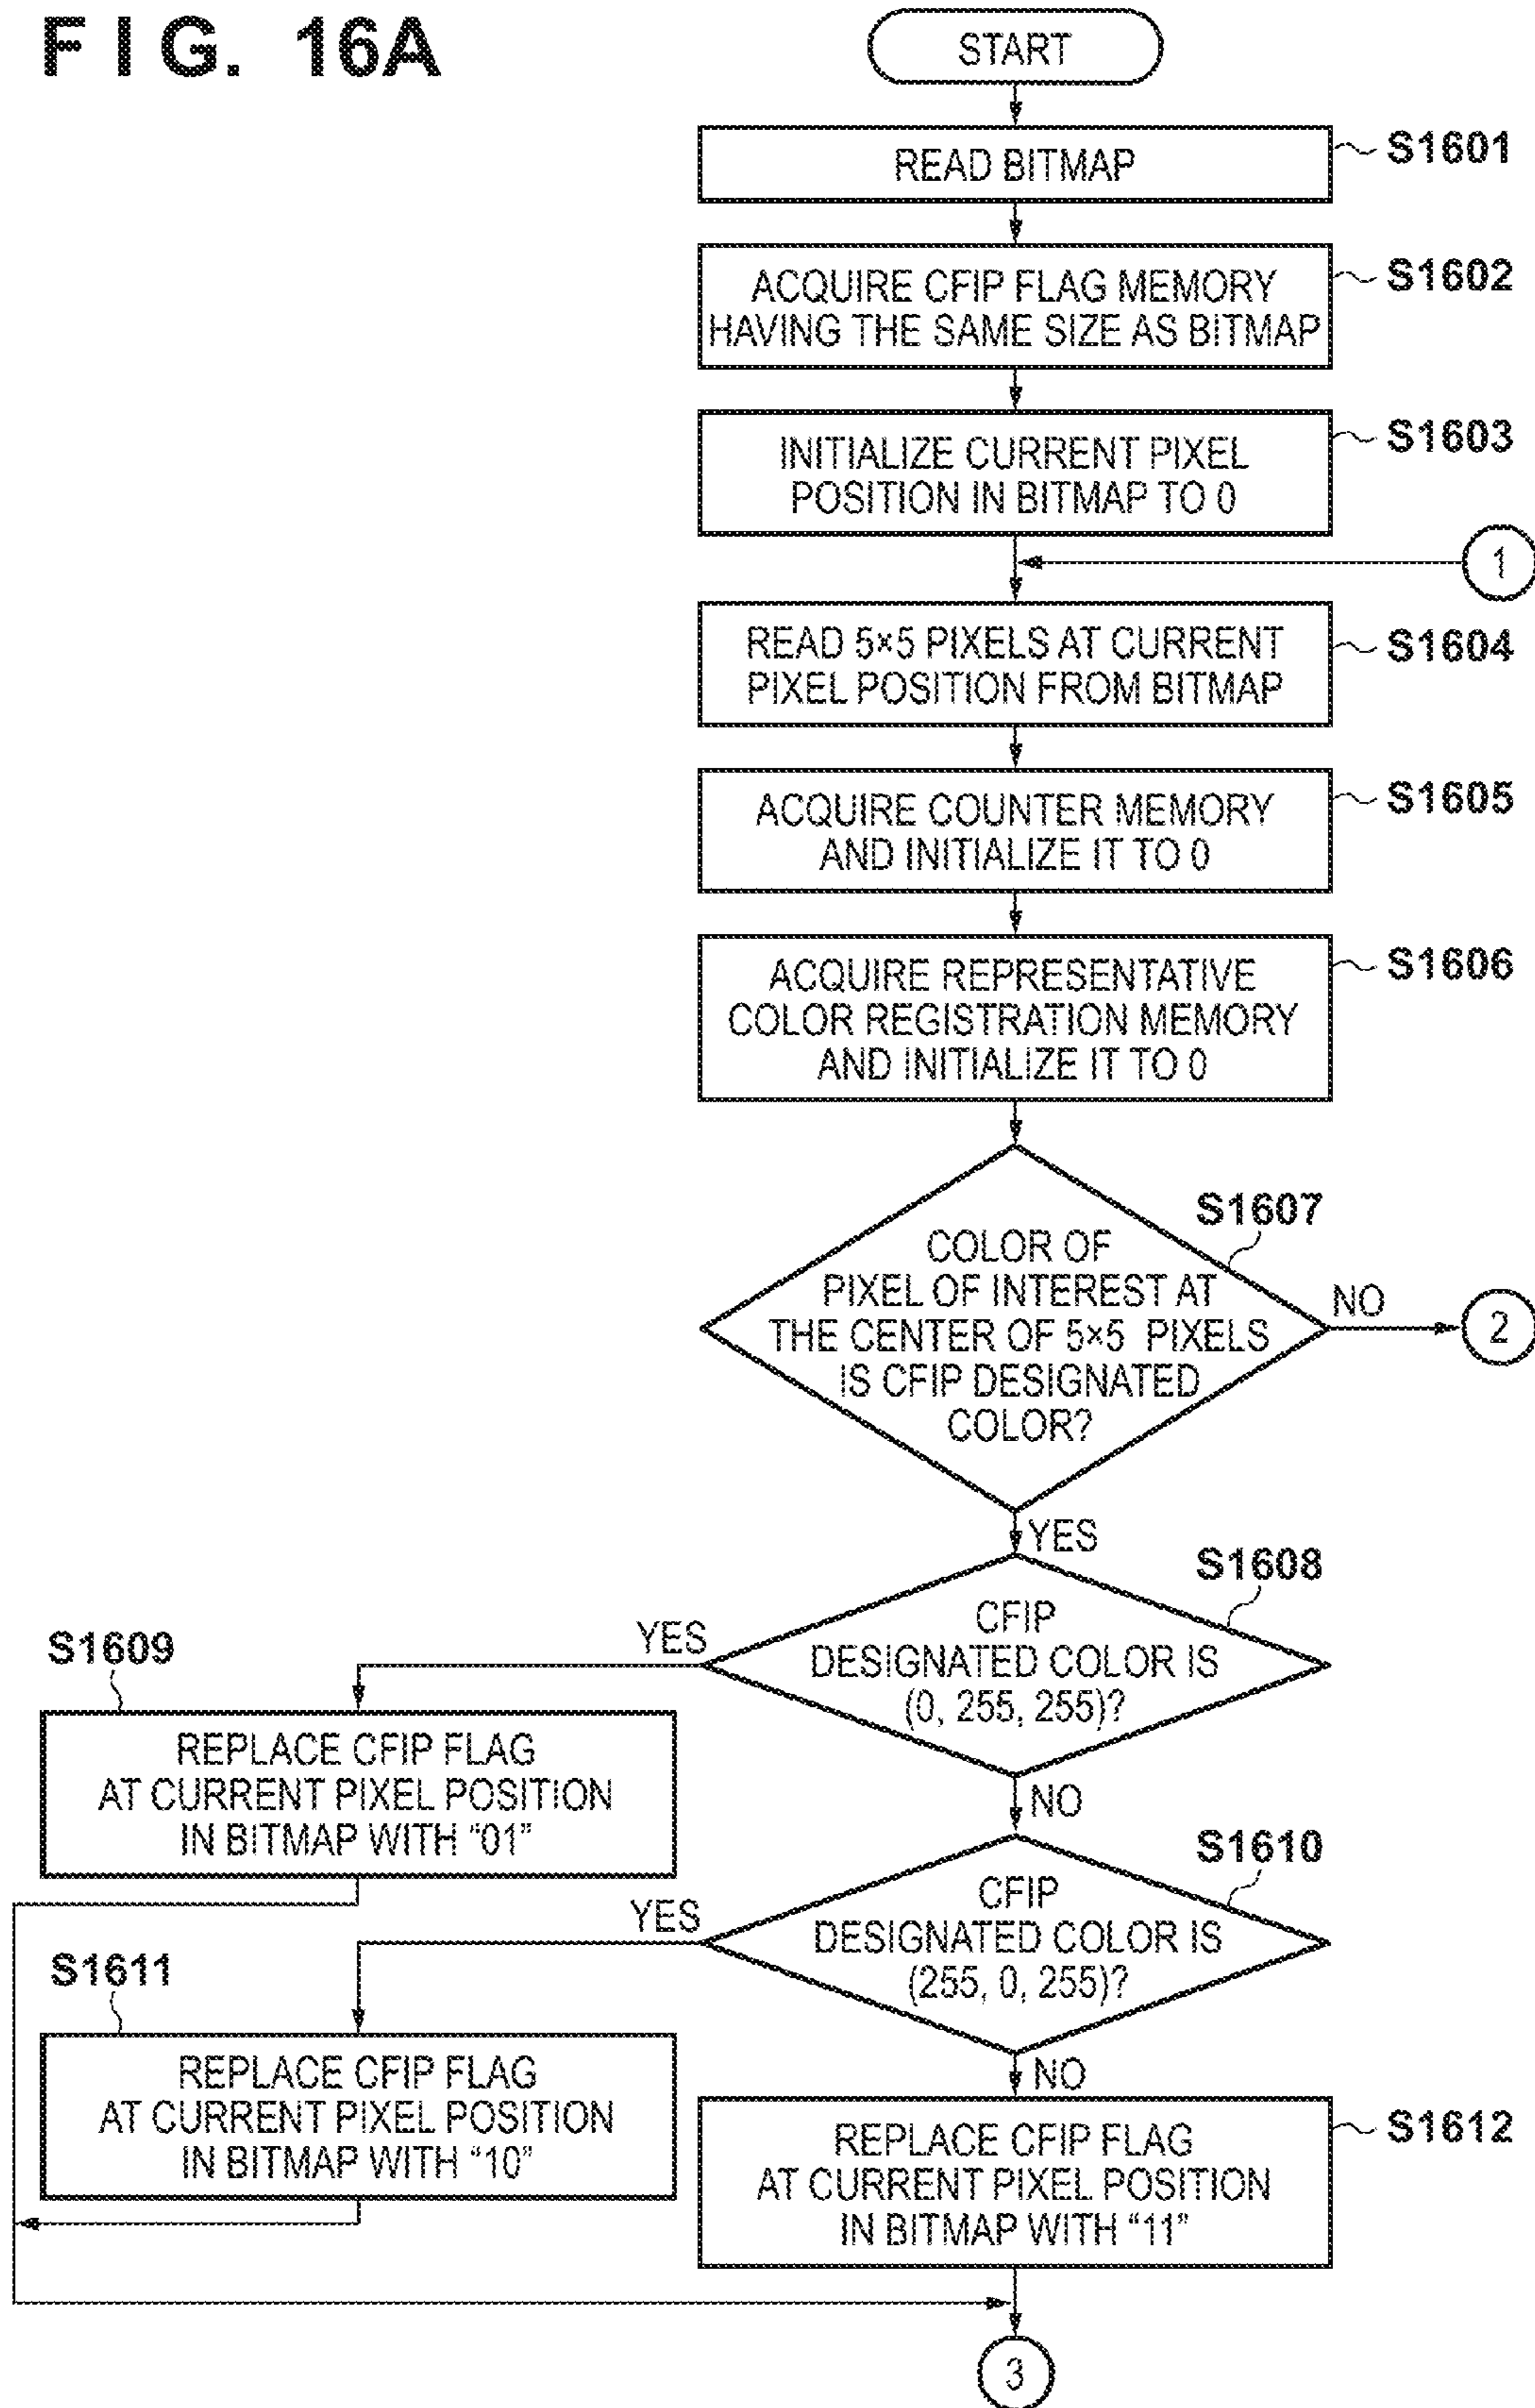 FIG. 16A
START
READ BITMAP
S1601
ACQUIRE CFIP FLAG MEMORY
HAVING THE SAME SIZE AS BITMAP
S1602
INITIALIZE CURRENT PIXEL
POSITION IN BITMAP TO 0
S1603
1
READ 5×5 PIXELS AT CURRENT
PIXEL POSITION FROM BITMAP
S1604
ACQUIRE COUNTER MEMORY
AND INITIALIZE IT TO 0
S1605
ACQUIRE REPRESENTATIVE
COLOR REGISTRATION MEMORY
AND INITIALIZE IT TO 0
S1606
S1607
COLOR OF
PIXEL OF INTEREST AT
THE CENTER OF 5×5 PIXELS
IS CFIP DESIGNATED
COLOR?
NO
2
YES
S1608
CFIP
DESIGNATED COLOR IS
(0, 255, 255)?
YES
S1609
REPLACE CFIP FLAG
AT CURRENT PIXEL POSITION
IN BITMAP WITH “01”
NO
S1610
CFIP
DESIGNATED COLOR IS
(255, 0, 255)?
YES
S1611
REPLACE CFIP FLAG
AT CURRENT PIXEL POSITION
IN BITMAP WITH “10”
NO
REPLACE CFIP FLAG
AT CURRENT PIXEL POSITION
IN BITMAP WITH “11”
S1612
3